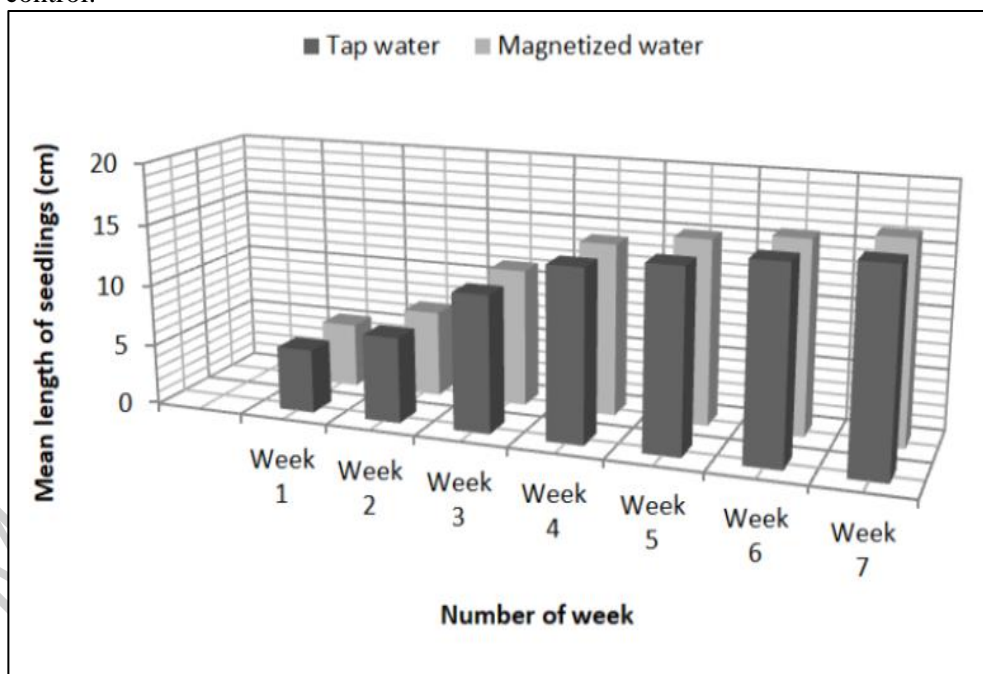 control.
Tap water Magnetized water
Mean length of seedlings (cm)
20
15
10
5
0
Week 1
Week 2
Week 3
Week 4
Week 5
Week 6
Week 7
Number of week